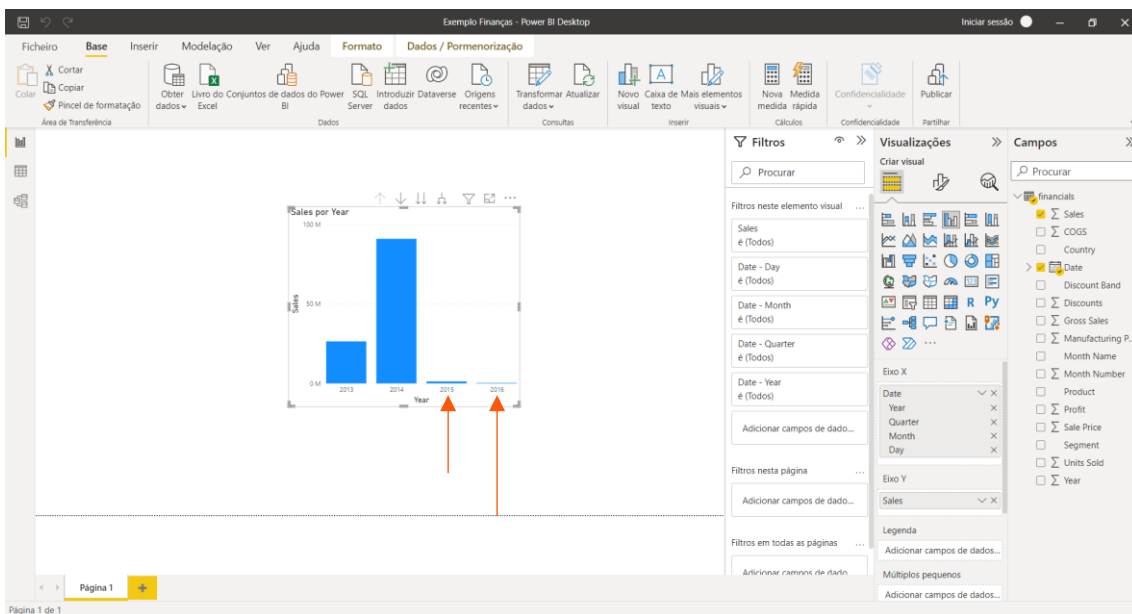 Exemplo Finanças - Power BI Desktop
Iniciar sessão
Ficheiro Base Inserir Modelação Ver Ajuda Formato Dados / Pormenorização
Colar
Cortar
Copiar
Pincel de formatação
Área de Transferência
Obter dados
Livro do Excel
Conjuntos de dados do Power BI
SQL Server
Introduzir dados
Dataverse
Origens recentes
Dados
Transformar dados
Atualizar
Consultas
Novo visual
Caixa de texto
Mais elementos visuais
Inserir
Nova medida
Medida rápida
Cálculos
Confidencialidade
Confidencialidade
Publicar
Partilhar
Sales por Year
100 M
50 M
0 M
Sales
2013 2014 2015 2016
Year
Filtros
Procurar
Filtros neste elemento visual ...
Sales
é (Todos)
Date - Day
é (Todos)
Date - Month
é (Todos)
Date - Quarter
é (Todos)
Date - Year
é (Todos)
Adicionar campos de dado...
Filtros nesta página ...
Adicionar campos de dado...
Filtros em todas as páginas ...
Adicionar campos de dado
Visualizações
Criar visual
R Py
Eixo X
Date
Year
Quarter
Month
Day
Eixo Y
Sales
Legenda
Adicionar campos de dados...
Múltiplos pequenos
Adicionar campos de dados...
Campos
Procurar
financials
Sales
COGS
Country
Date
Discount Band
Discounts
Gross Sales
Manufacturing P...
Month Name
Month Number
Product
Profit
Sale Price
Segment
Units Sold
Year
Página 1
Página 1 de 1